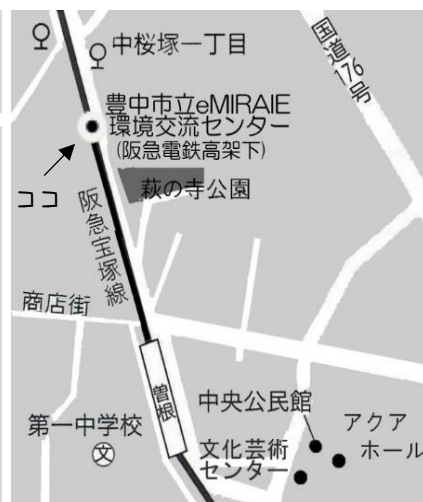 中桜塚一丁目
国道176号
豊中市立eMIRAIE
環境交流センター
(阪急電鉄高架下)
ココ
萩の寺公園
阪急宝塚線
商店街
曽根
第一中学校
文
中央公民館
文化芸術
センター
アクア
ホール